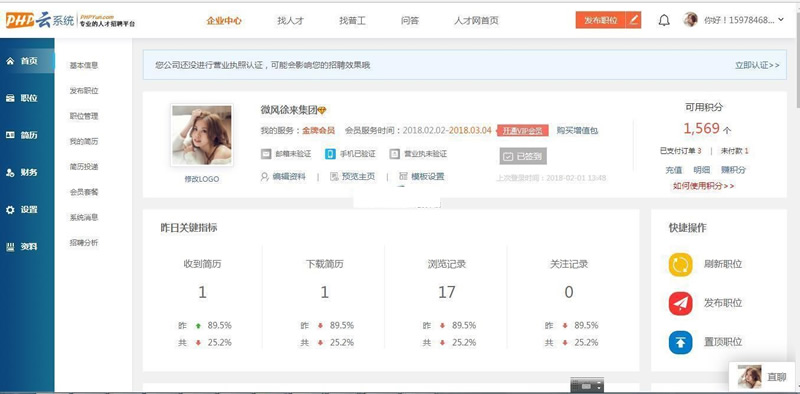 PHP云系统 PHPYun.com 专业的人才招聘平台
企业中心 找人才 找普工 问答 人才网首页 发布职位 你好！15978468...
首页 职位 简历 财务 设置 资料
基本信息
发布职位
职位管理
我的简历
简历投递
会员套餐
系统消息
招聘分析
您公司还没进行营业执照认证，可能会影响您的招聘效果哦 立即认证>>
微风徐来集团
我的服务：金牌会员 会员服务时间：2018.02.02-2018.03.04 开通VIP会员 购买增值包
邮箱未验证 手机已验证 营业执未验证 已签到
修改LOGO 编辑资料 | 预览主页 | 模板设置 上次登录时间：2018-02-01 13:48
可用积分
1,569 个
已支付订单 3 | 未付款 1
充值 明细 赚积分
如何使用积分>>
昨日关键指标
收到简历 下载简历 浏览记录 关注记录
1 1 17 0
昨 89.5% 昨 89.5% 昨 89.5% 昨 89.5%
共 25.2% 共 25.2% 共 25.2% 共 25.2%
快捷操作
刷新职位
发布职位
置顶职位
直聊